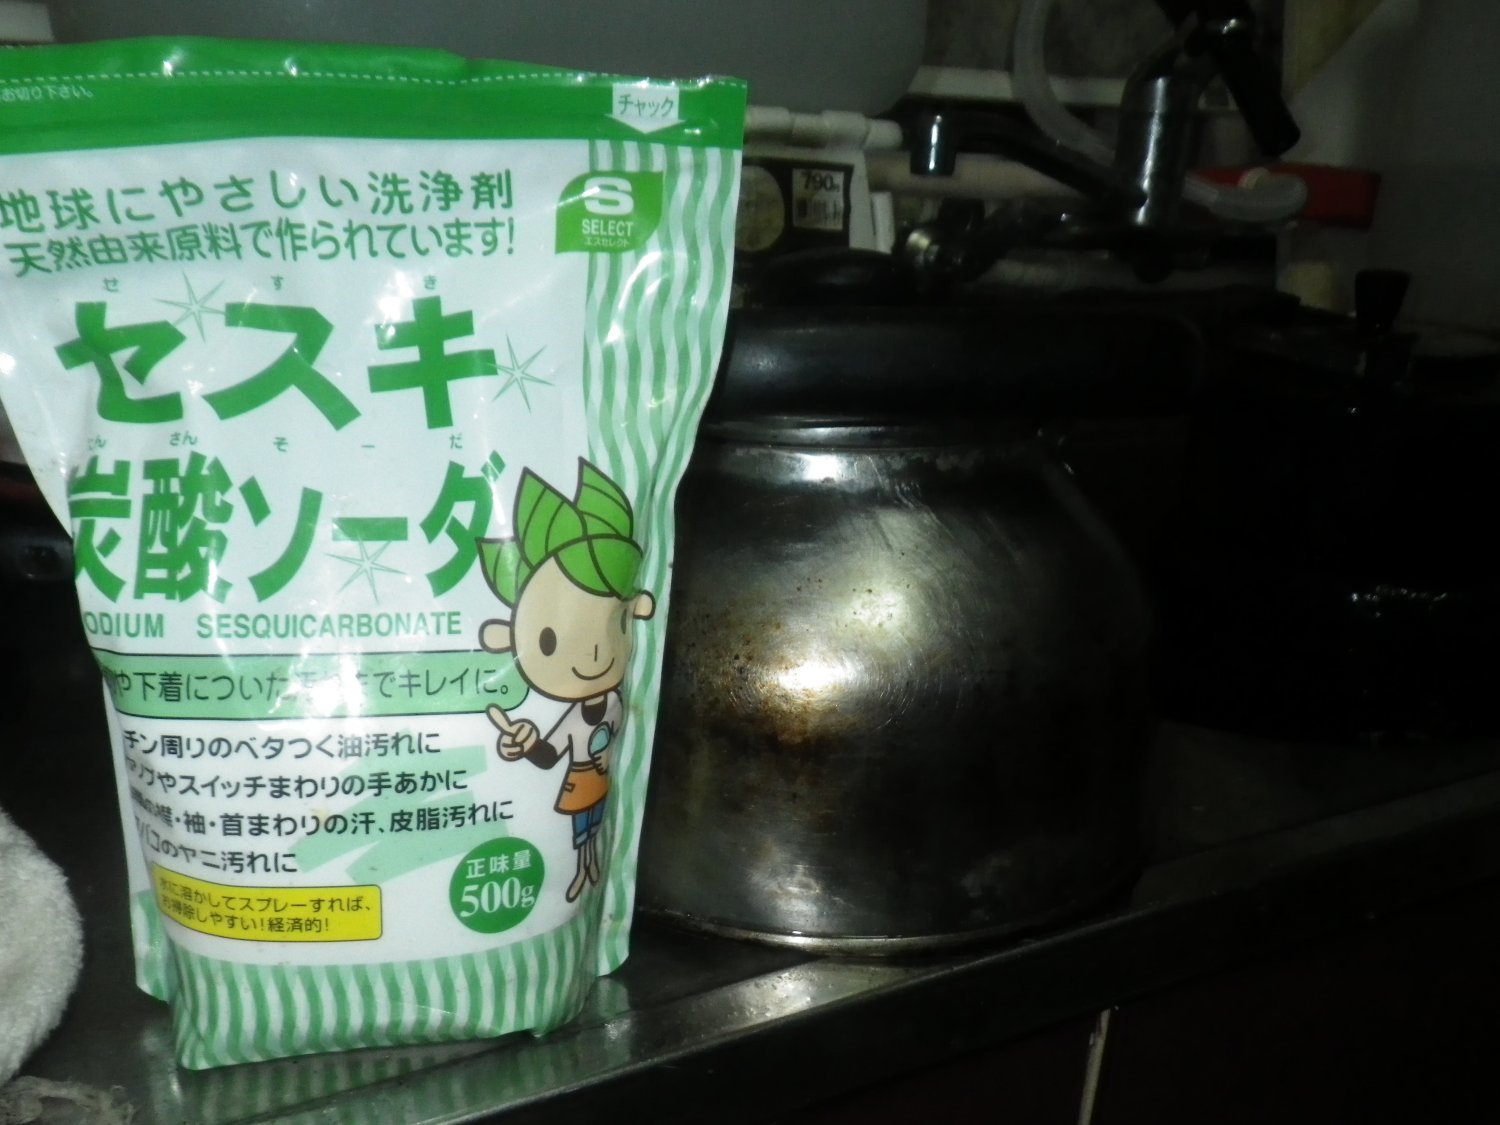 お切り下さい。
チャック
地球にやさしい洗浄剤
天然由来原料で作られています!
S
SELECT
エスセレクト
せすき
セスキ
さんそーだ
炭酸ソーダ
ODIUM SESQUICARBONATE
や下着についた までキレイに。
チン周りのベタつく油汚れに
やスイッチまわりの手あかに
・袖・首まわりの汗、皮脂汚れに
のヤニ汚れに
水に溶かしてスプレーすれば、
お掃除しやすい!経済的!
正味量
500g
790